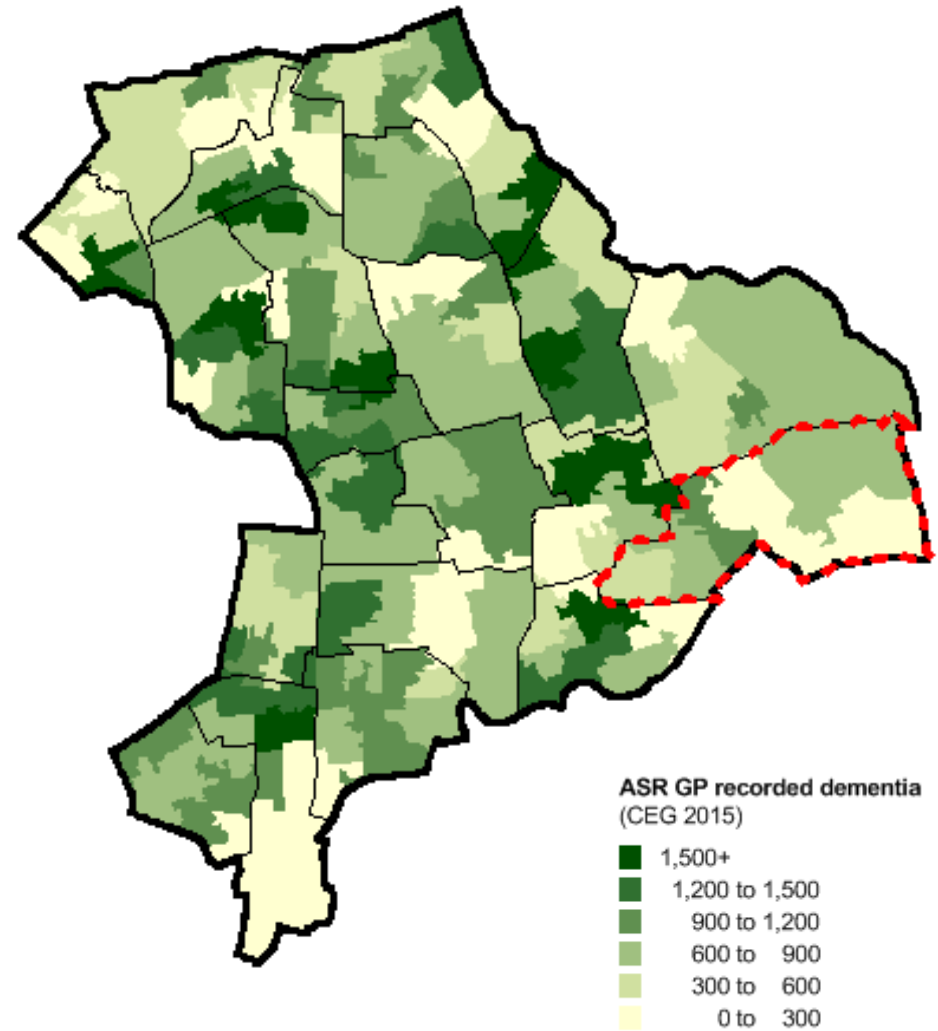 ASR GP recorded dementia
(CEG 2015)
1,500+
1,200 to 1,500
900 to 1,200
600 to 900
300 to 600
0 to 300